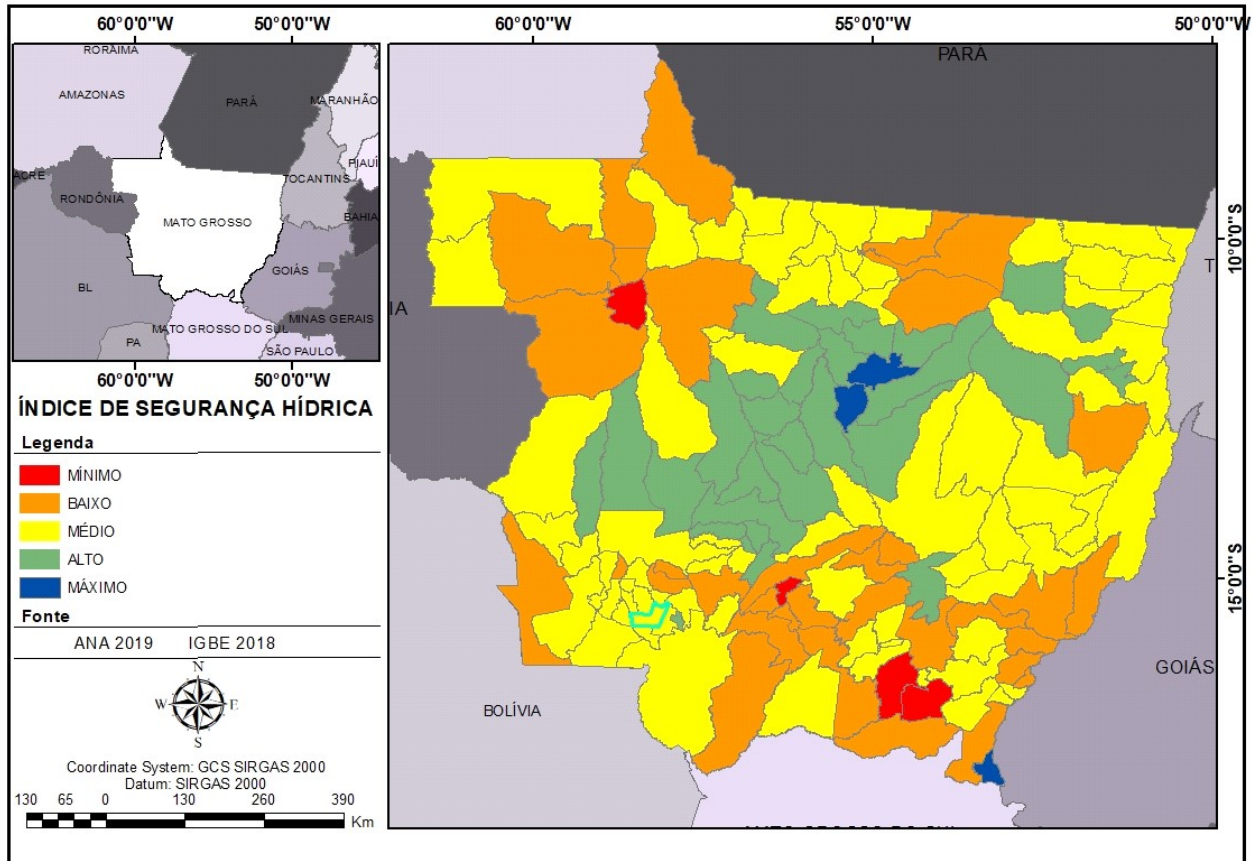 60°0'0"W 50°0'0"W
60°0'0"W 55°0'0"W 50°0'0"W
RORAIMA
AMAZONAS
PARÁ
MARANHÃO
PIAUÍ
TOCANTINS
ACRE
RONDÔNIA
MATO GROSSO
BAHIA
GOIÁS
BL
MATO GROSSO DO SUL
MINAS GERAIS
PA
SÃO PAULO
60°0'0"W 50°0'0"W
ÍNDICE DE SEGURANÇA HÍDRICA
Legenda
MÍNIMO
BAIXO
MÉDIO
ALTO
MÁXIMO
Fonte
ANA 2019 IGBE 2018
N
W E
S
Coordinate System: GCS SIRGAS 2000
Datum: SIRGAS 2000
130 65 0 130 260 390
Km
PARÁ
10°0'0"S
T
IA
15°0'0"S
GOIÁS
BOLÍVIA